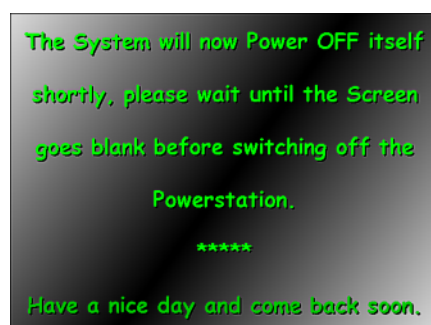 The System will now Power OFF itself
shortly, please wait until the Screen
goes blank before switching off the
Powerstation.
*****
Have a nice day and come back soon.